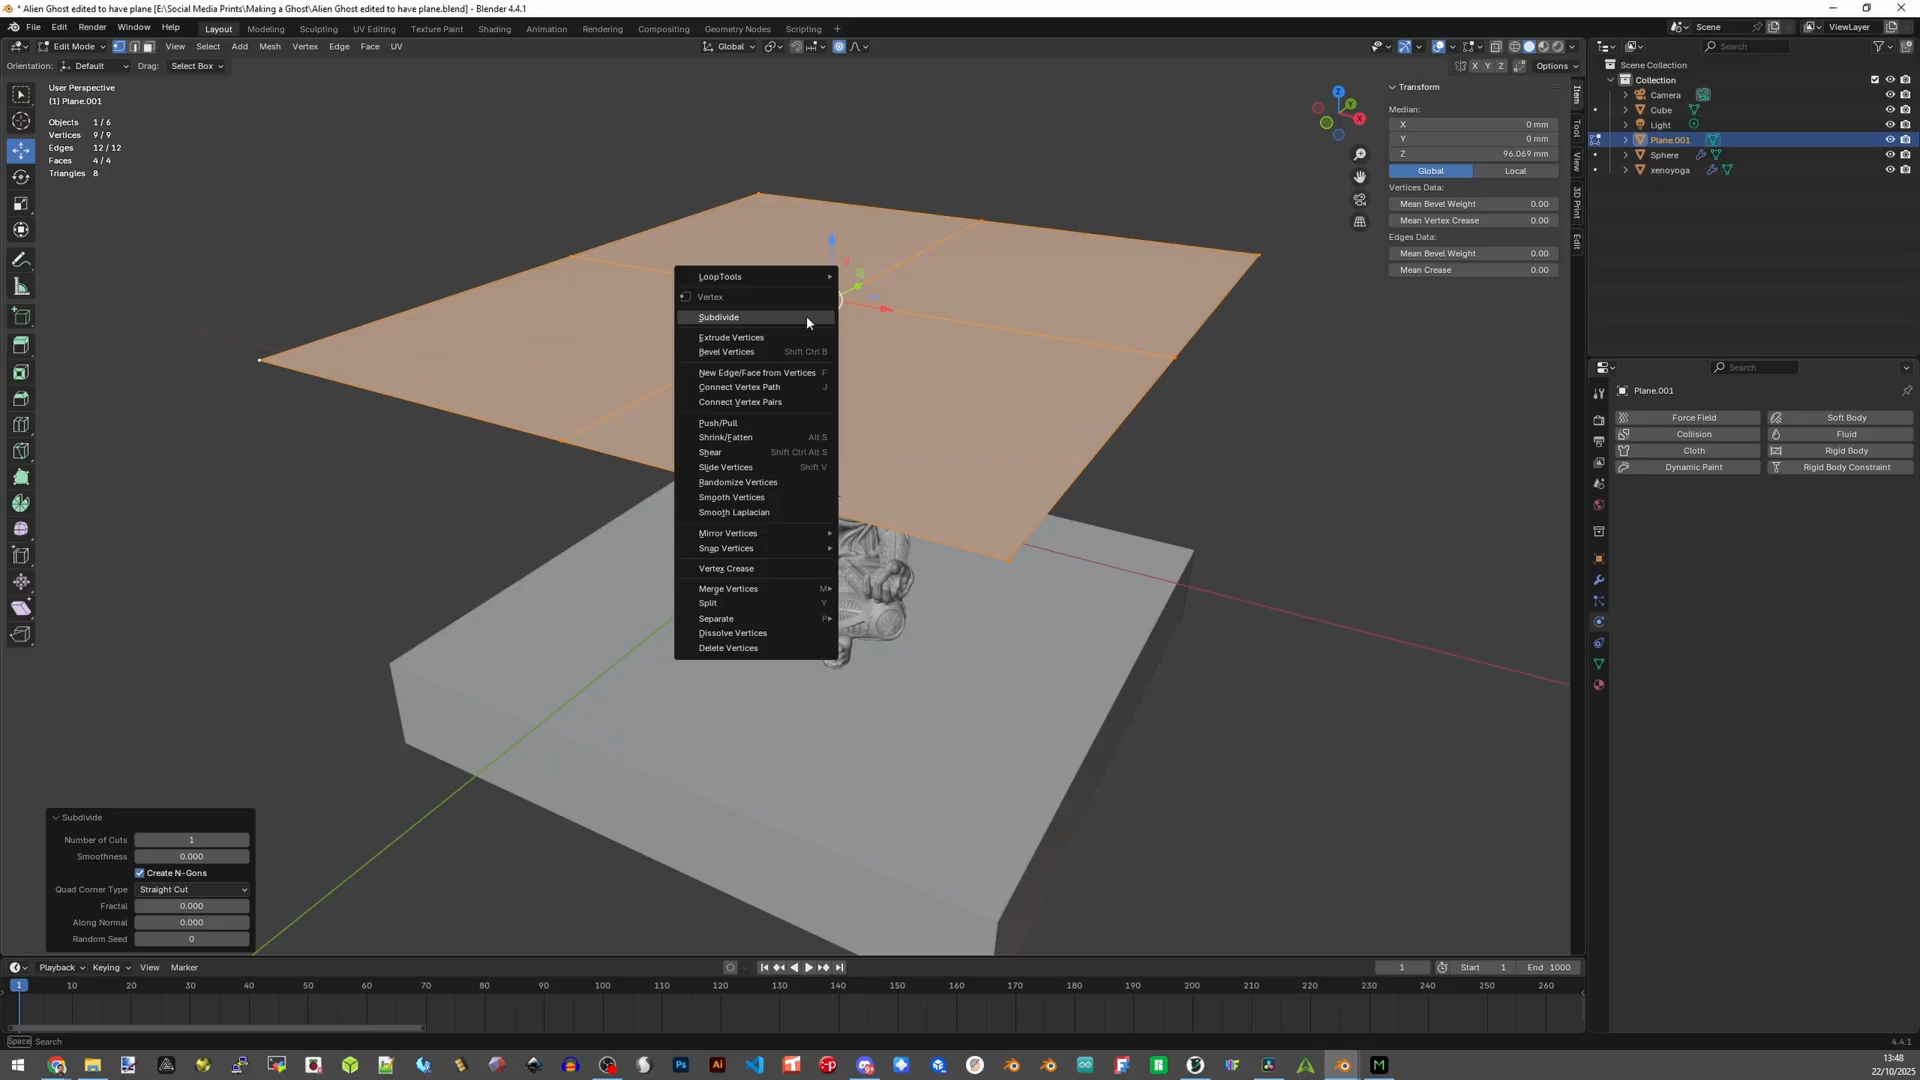 * Alien Ghost edited to have plane [E:\Social Media Prints\Making a Ghost\Alien Ghost edited to have plane.blend] - Blender 4.4.1
File Edit Render Window Help Layout Modeling Sculpting UV Editing Texture Paint Shading Animation Rendering Compositing Geometry Nodes Scripting + Scene ViewLayer
Edit Mode View Select Add Mesh Vertex Edge Face UV Global Search
Orientation: Default Drag: Select Box X Y Z Options
Scene Collection
Collection
Camera
Cube
Light
Plane.001
Sphere
xenoyoga
User Perspective
(1) Plane.001
Objects 1/6
Vertices 9/9
Edges 12/12
Faces 4/4
Triangles 8
Z
Y
X
Transform
Median:
X 0 mm
Y 0 mm
Z 96.069 mm
Global Local
Vertices Data:
Mean Bevel Weight 0.00
Mean Vertex Crease 0.00
Edges Data:
Mean Bevel Weight 0.00
Mean Crease 0.00
Item
Tool
View
3D Print
Edit
LoopTools
Vertex
Subdivide
Extrude Vertices
Bevel Vertices Shift Ctrl B
New Edge/Face from Vertices F
Connect Vertex Path J
Connect Vertex Pairs
Push/Pull
Shrink/Fatten Alt S
Shear Shift Ctrl Alt S
Slide Vertices Shift V
Randomize Vertices
Smooth Vertices
Smooth Laplacian
Mirror Vertices
Snap Vertices
Vertex Crease
Merge Vertices M
Split Y
Separate P
Dissolve Vertices
Delete Vertices
Search
Plane.001
Force Field Soft Body
Collision Fluid
Cloth Rigid Body
Dynamic Paint Rigid Body Constraint
Subdivide
Number of Cuts 1
Smoothness 0.000
Create N-Gons
Quad Corner Type Straight Cut
Fractal 0.000
Along Normal 0.000
Random Seed 0
Playback Keying View Marker 1 Start 1 End 1000
1 10 20 30 40 50 60 70 80 90 100 110 120 130 140 150 160 170 180 190 200 210 220 230 240 250 260
Space Search 4.4.1
Ps Ai M
13:48
22/10/2025